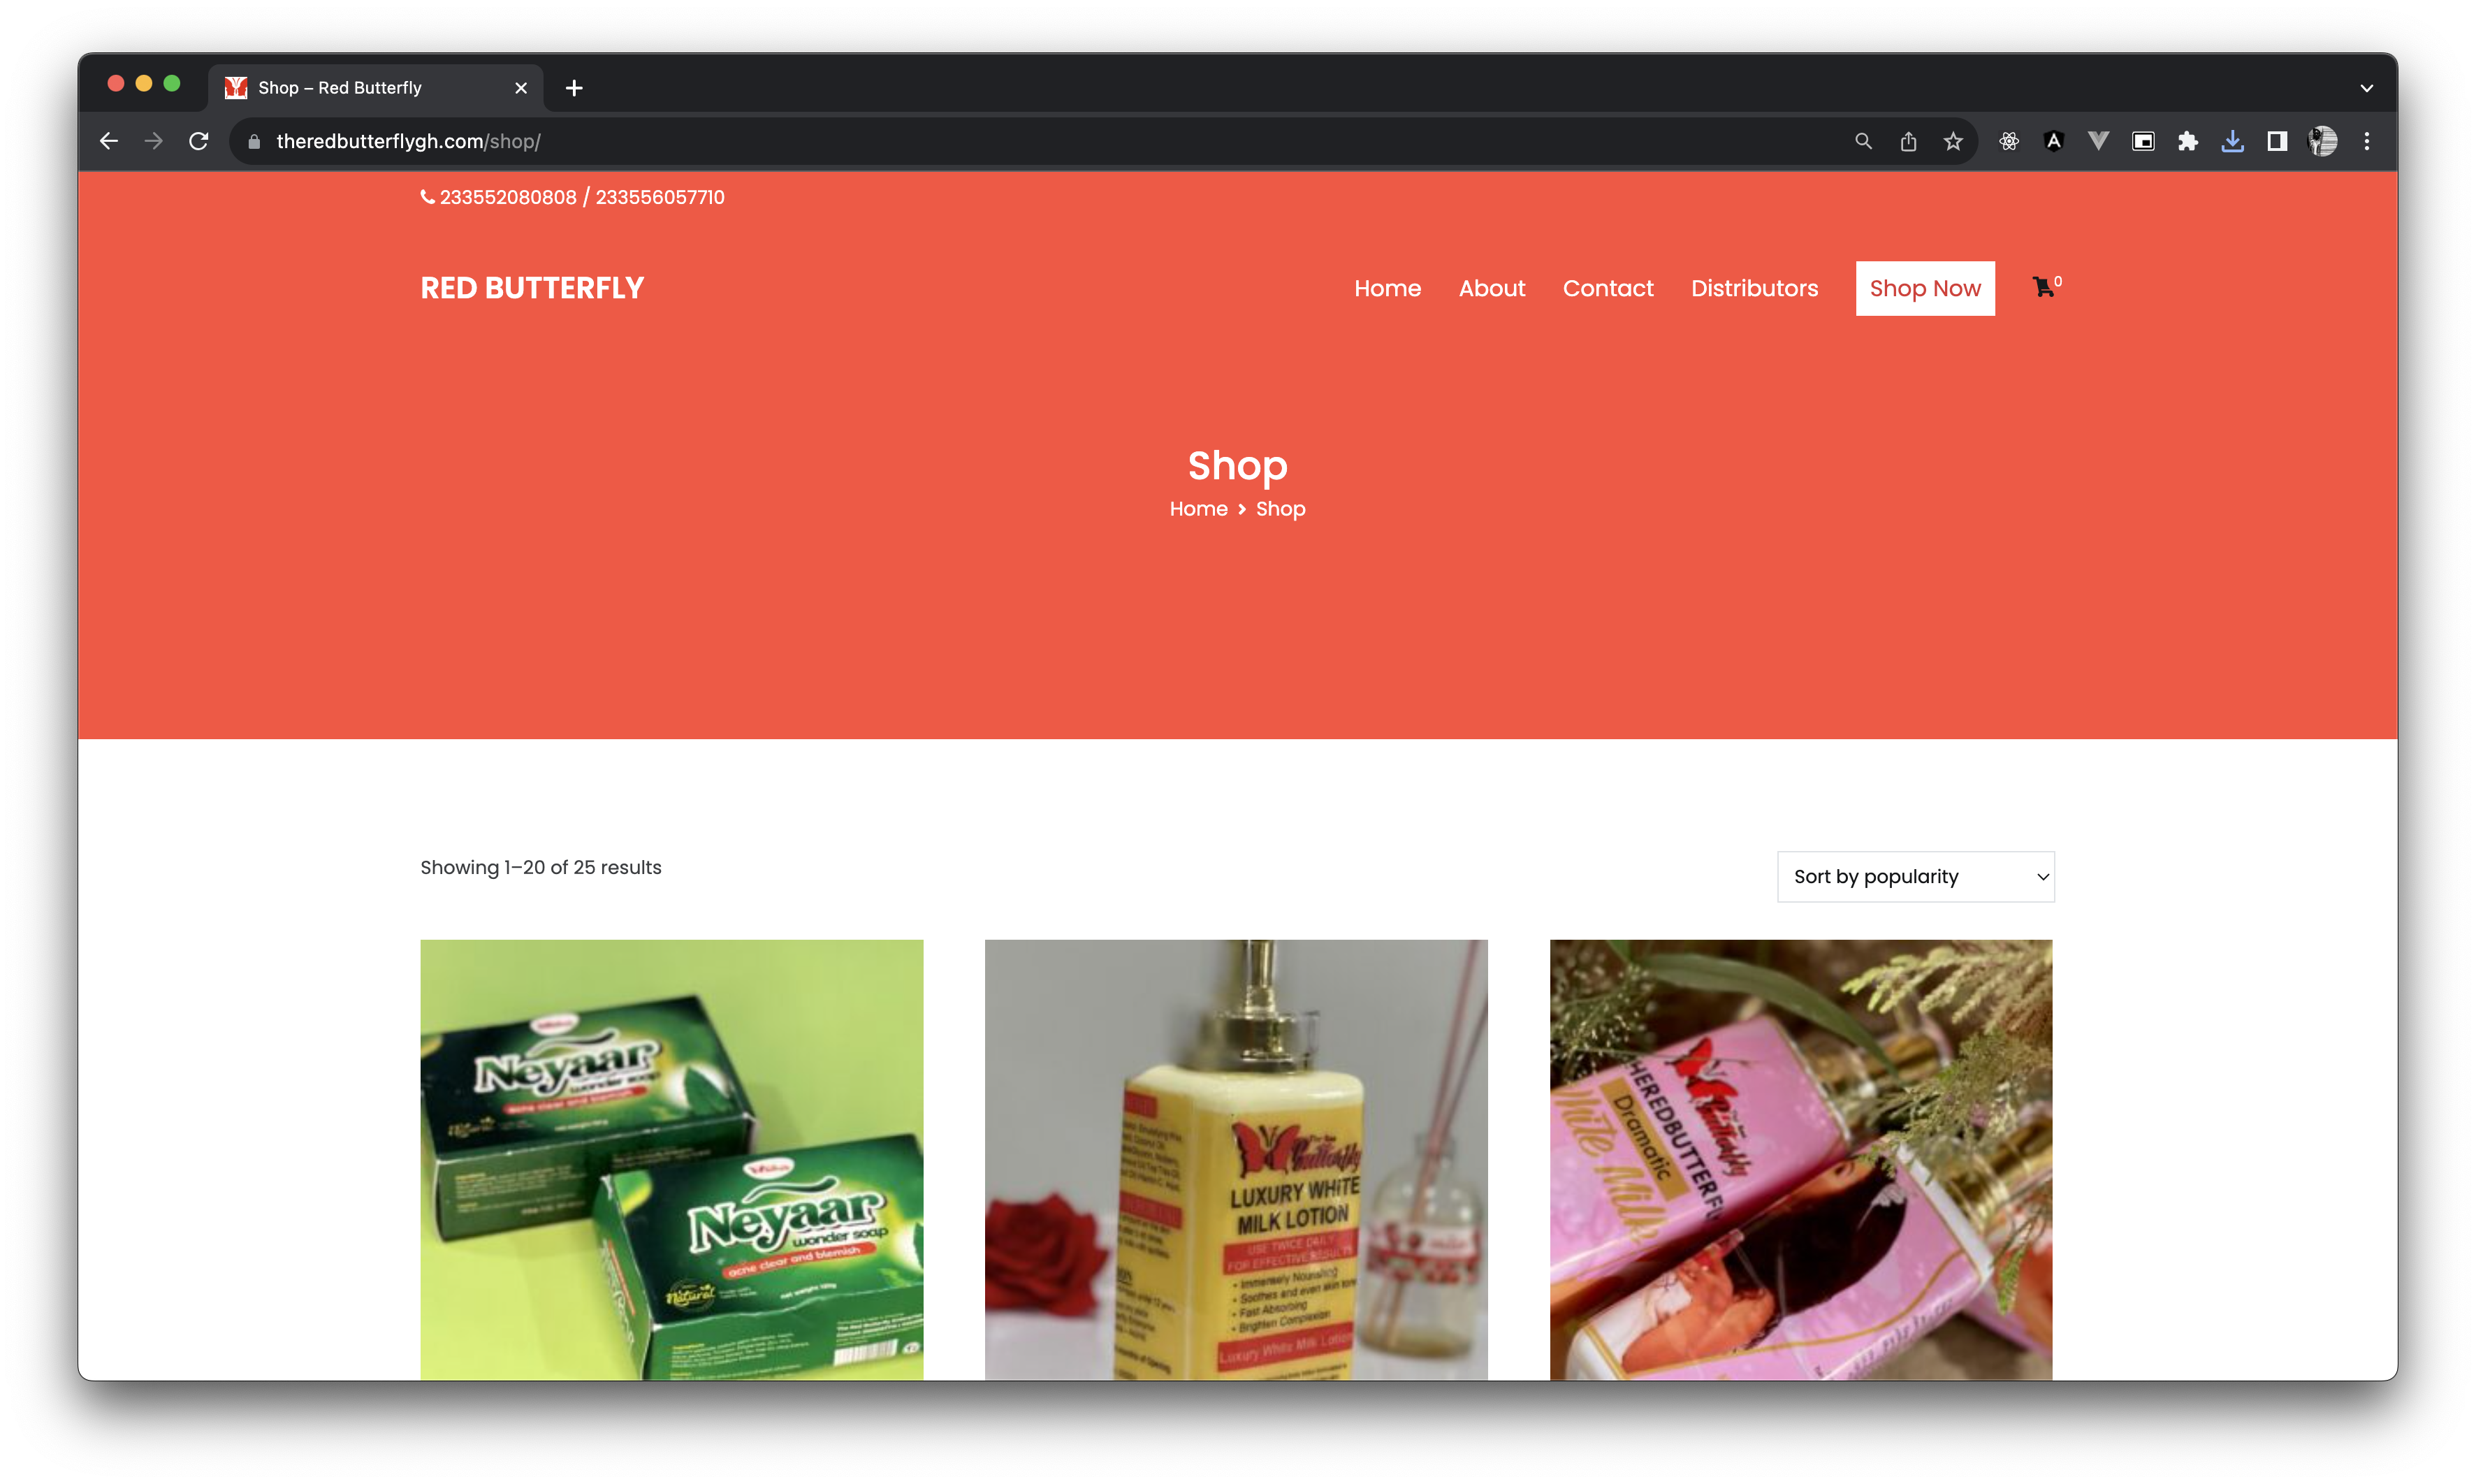 Shop – Red Butterfly
theredbutterflygh.com/shop/
233552080808 / 233556057710
RED BUTTERFLY
Home About Contact Distributors Shop Now 0
Shop
Home > Shop
Showing 1–20 of 25 results
Sort by popularity
Neyaar
wonder soap
acne clear and blemish
Neyaar
wonder soap
acne clear and blemish
Natural
Butterfly
LUXURY WHITE
MILK LOTION
USE TWICE DAILY
FOR EFFECTIVE RESULTS
• Immensely Nourishing
• Soothes and even skin tone
• Fast Absorbing
• Brighten Complexion
Luxury White Milk Lotion
Butterfly
Dramatic
White Milk